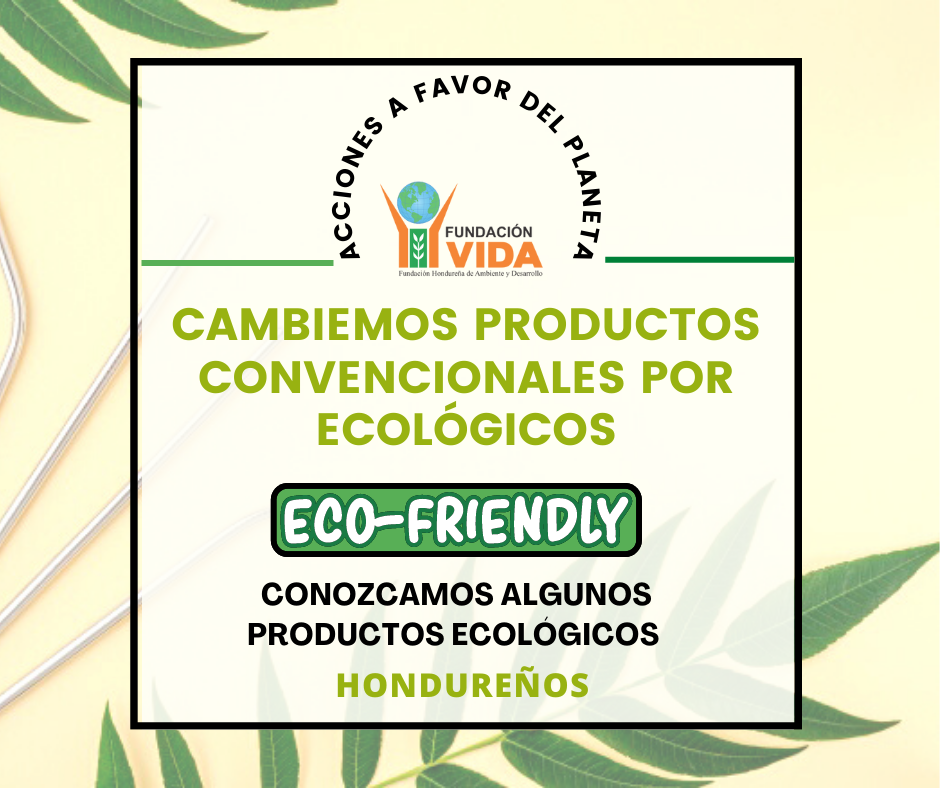 ACCIONES A FAVOR DEL PLANETA
FUNDACIÓN
VIDA
Fundación Hondureña de Ambiente y Desarrollo
CAMBIEMOS PRODUCTOS
CONVENCIONALES POR
ECOLÓGICOS
ECO-FRIENDLY
CONOZCAMOS ALGUNOS
PRODUCTOS ECOLÓGICOS
HONDUREÑOS